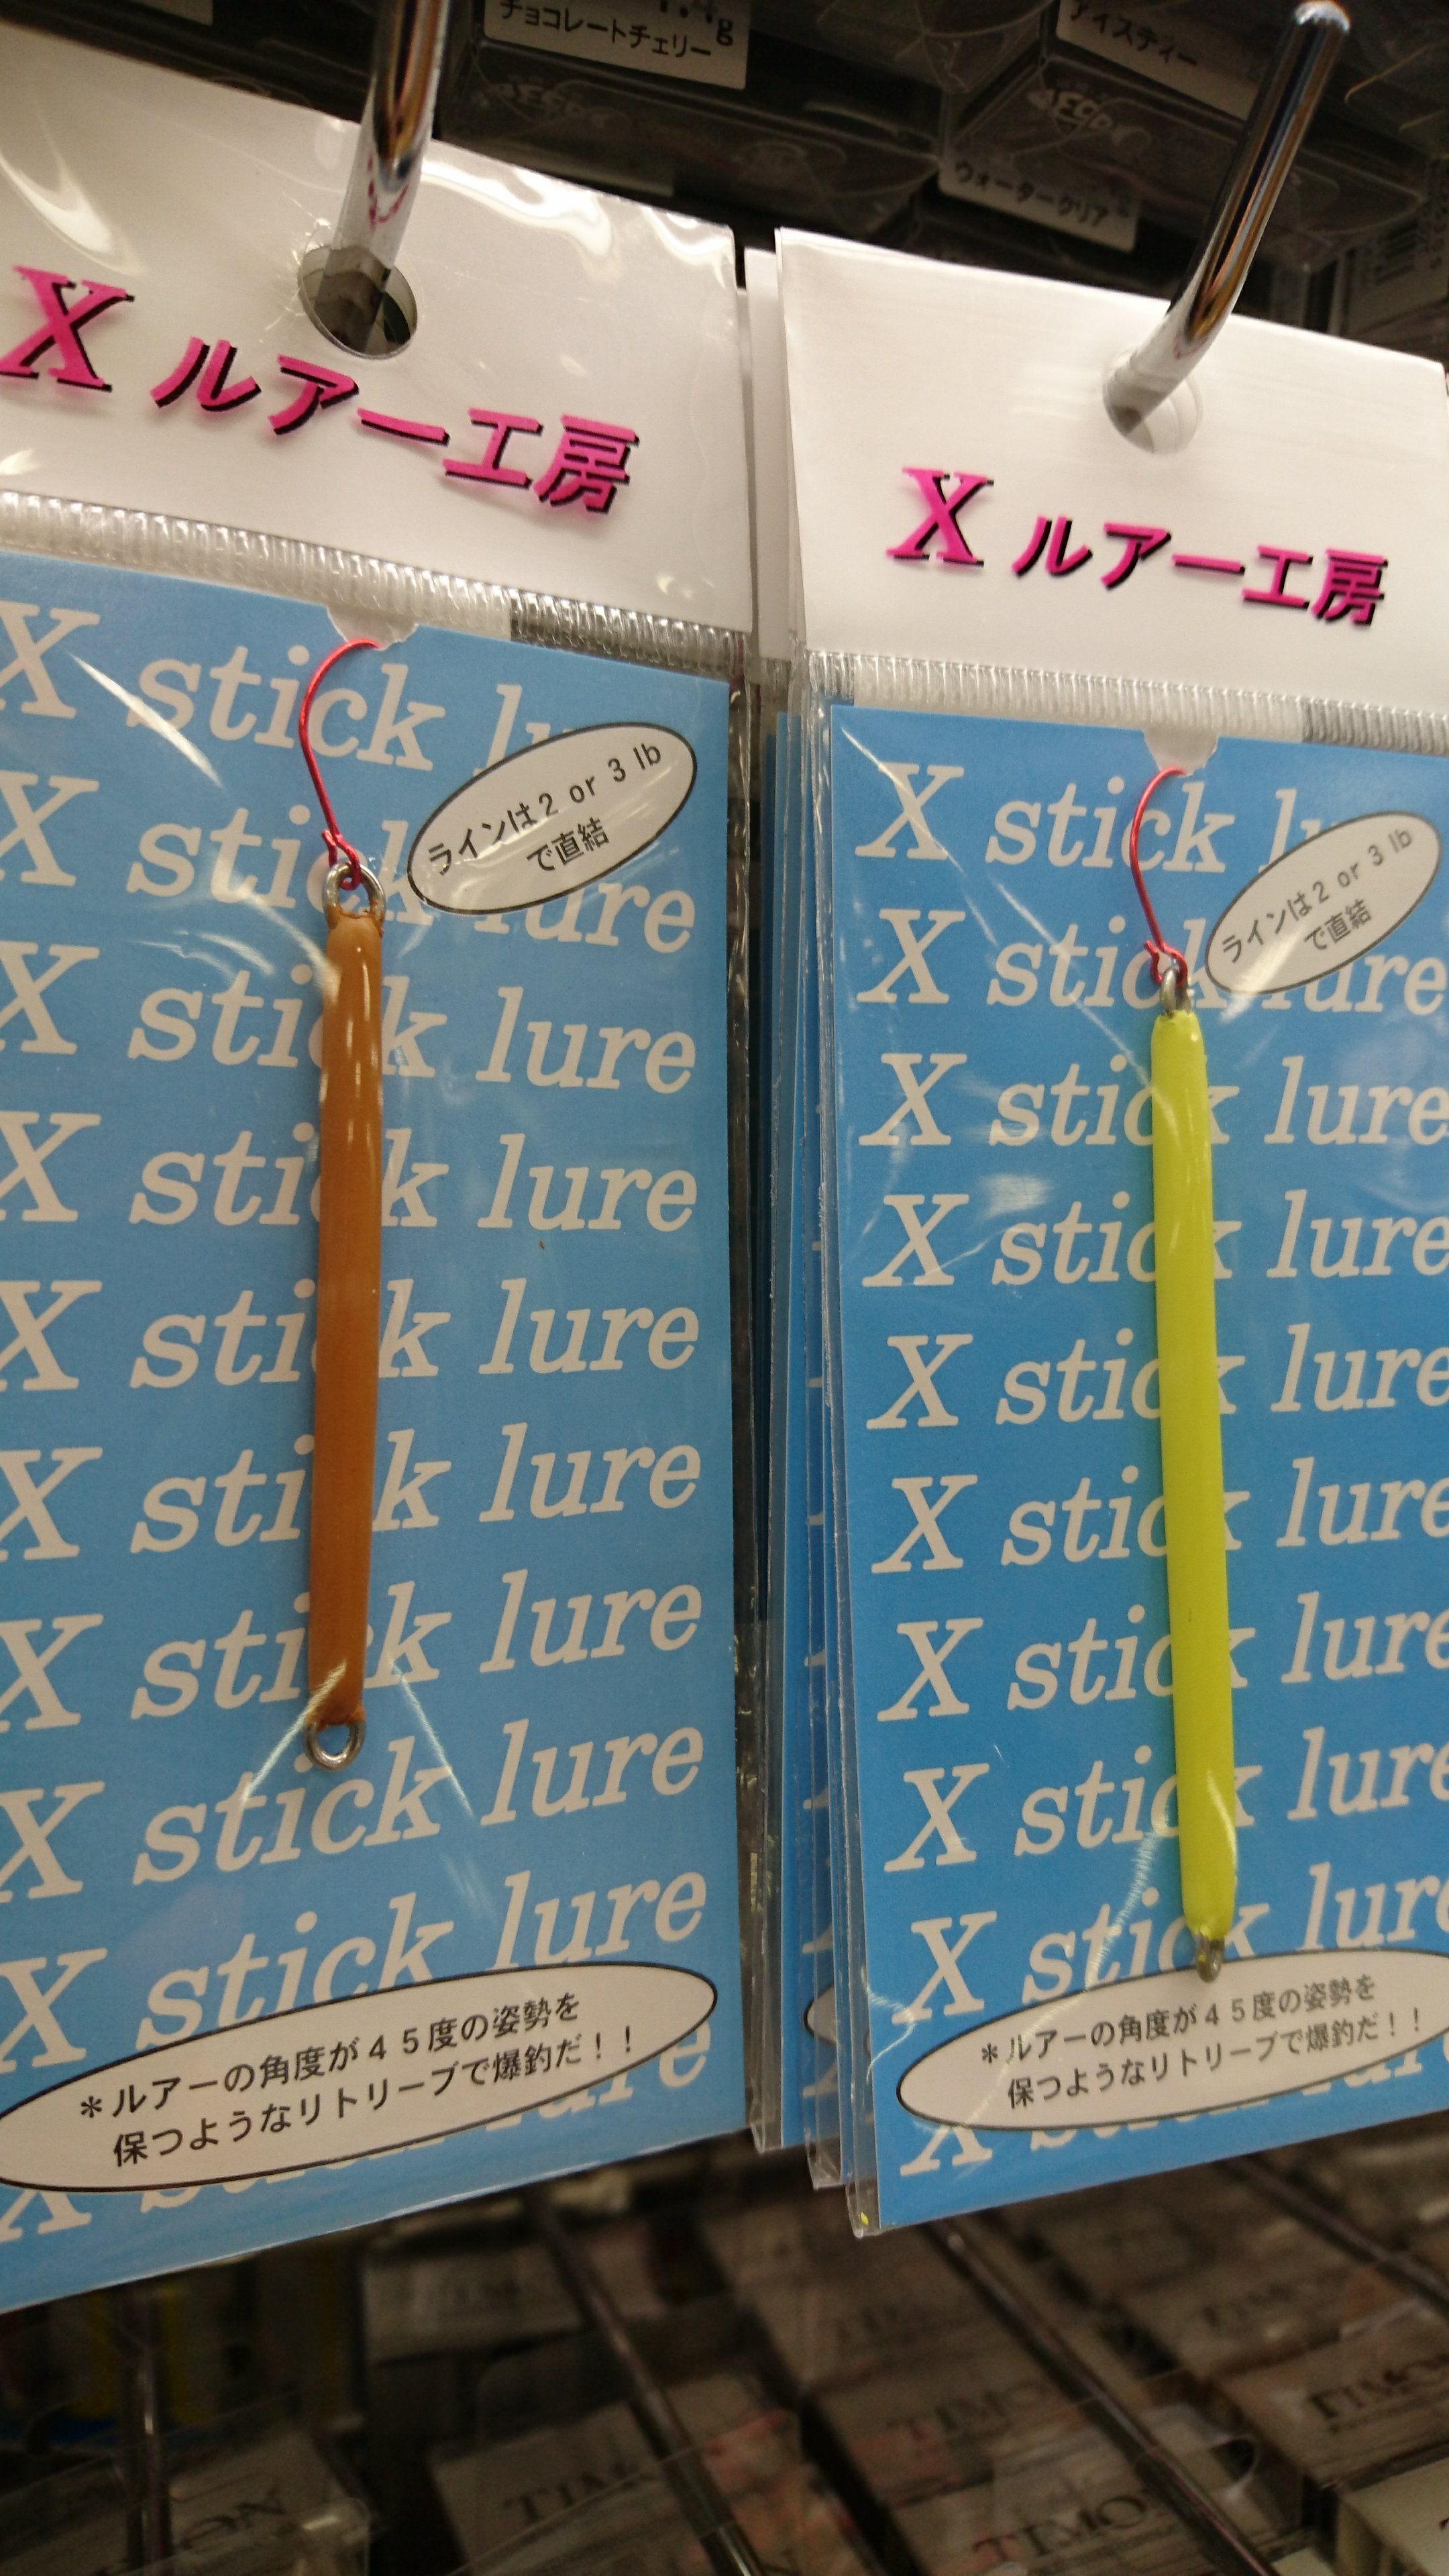 チョコレートチェリー
アイスティー
ウォータークリア
X ルアー工房
X stick lu
ラインは2 or 3 lb
で直結
X stick lure
X stick lure
X stick lure
X stick lure
X stick lure
X stick lure
X stick lure
X stick lure
*ルアーの角度が45度の姿勢を
保つようなリトリーブで爆釣だ!!
X ルアー工房
X stick lu
ラインは2 or 3 lb
で直結
X stick lure
X stick lure
X stick lure
X stick lure
X stick lure
X stick lure
X stick lure
X stick lure
*ルアーの角度が45度の姿勢を
保つようなリトリーブで爆釣だ!!
TIMON
TIMON
TIMON
TIMON